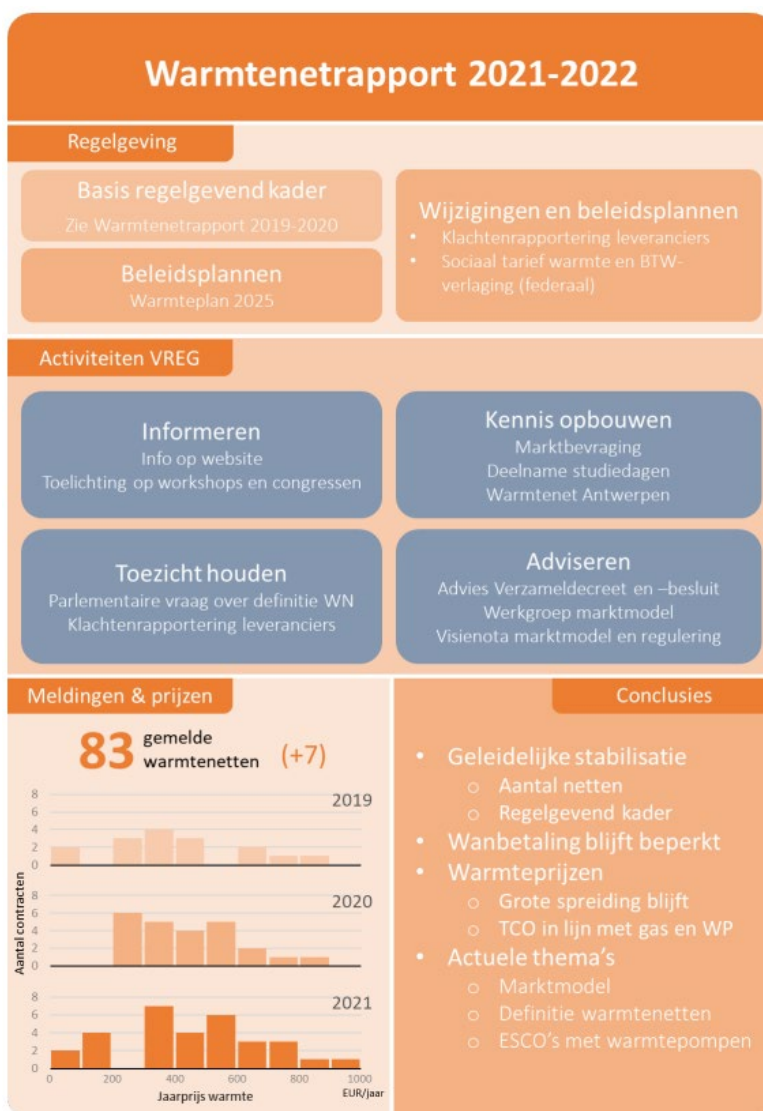 Warmtenetrapport 2021-2022
Regelgeving
Basis regelgevend kader
Zie Warmtenetrapport 2019-2020
Beleidsplannen
Warmteplan 2025
Wijzigingen en beleidsplannen
• Klachtenrapportering leveranciers
• Sociaal tarief warmte en BTW-
verlaging (federaal)
Activiteiten VREG
Informeren
Info op website
Toelichting op workshops en congressen
Kennis opbouwen
Marktbevraging
Deelname studiedagen
Warmtenet Antwerpen
Toezicht houden
Parlementaire vraag over definitie WN
Klachtenrapportering leveranciers
Adviseren
Advies Verzameldecreet en –besluit
Werkgroep marktmodel
Visienota marktmodel en regulering
Meldingen & prijzen
83 gemelde warmtenetten (+7)
Aantal contracten
8
6
4
2
0
2019
8
6
4
2
0
2020
8
6
4
2
0
2021
0 200 400 600 800 1000
Jaarprijs warmte
EUR/jaar
Conclusies
• Geleidelijke stabilisatie
o Aantal netten
o Regelgevend kader
• Wanbetaling blijft beperkt
• Warmteprijzen
o Grote spreiding blijft
o TCO in lijn met gas en WP
• Actuele thema's
o Marktmodel
o Definitie warmtenetten
o ESCO's met warmtepompen